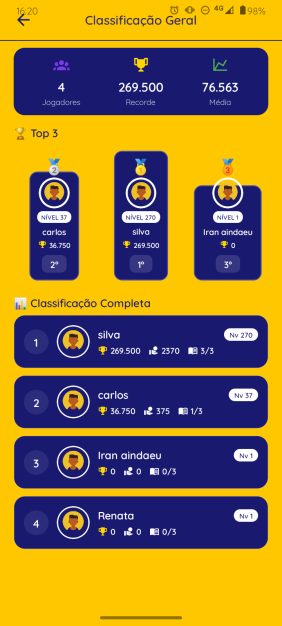 16:20
4G
98%
Classificação Geral
4
269.500
76.563
Jogadores
Recorde
Média
🏆 Top 3
2
1
3
NÍVEL 37
NÍVEL 270
NÍVEL 1
carlos
silva
Iran aindaeu
36.750
269.500
0
2º
1º
3º
📊 Classificação Completa
1
silva
Nv 270
269.500
2370
3/3
2
carlos
Nv 37
36.750
375
1/3
3
Iran aindaeu
Nv 1
0
0
0/3
4
Renata
Nv 1
0
0
0/3